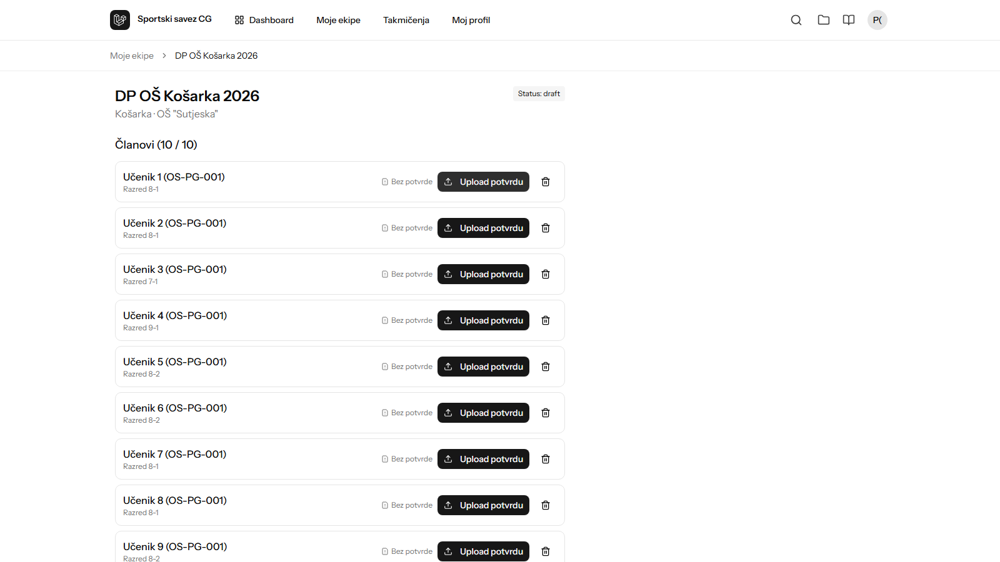 Sportski savez CG
Dashboard
Moje ekipe
Takmičenja
Moj profil
P(
Moje ekipe
DP OŠ Košarka 2026
DP OŠ Košarka 2026
Status: draft
Košarka · OŠ "Sutjeska"
Članovi (10 / 10)
Učenik 1 (OS-PG-001)
Razred 8-1
Bez potvrde
Upload potvrdu
Učenik 2 (OS-PG-001)
Razred 8-1
Bez potvrde
Upload potvrdu
Učenik 3 (OS-PG-001)
Razred 7-1
Bez potvrde
Upload potvrdu
Učenik 4 (OS-PG-001)
Razred 9-1
Bez potvrde
Upload potvrdu
Učenik 5 (OS-PG-001)
Razred 8-2
Bez potvrde
Upload potvrdu
Učenik 6 (OS-PG-001)
Razred 8-2
Bez potvrde
Upload potvrdu
Učenik 7 (OS-PG-001)
Razred 8-1
Bez potvrde
Upload potvrdu
Učenik 8 (OS-PG-001)
Razred 8-1
Bez potvrde
Upload potvrdu
Učenik 9 (OS-PG-001)
Razred 8-2
Bez potvrde
Upload potvrdu